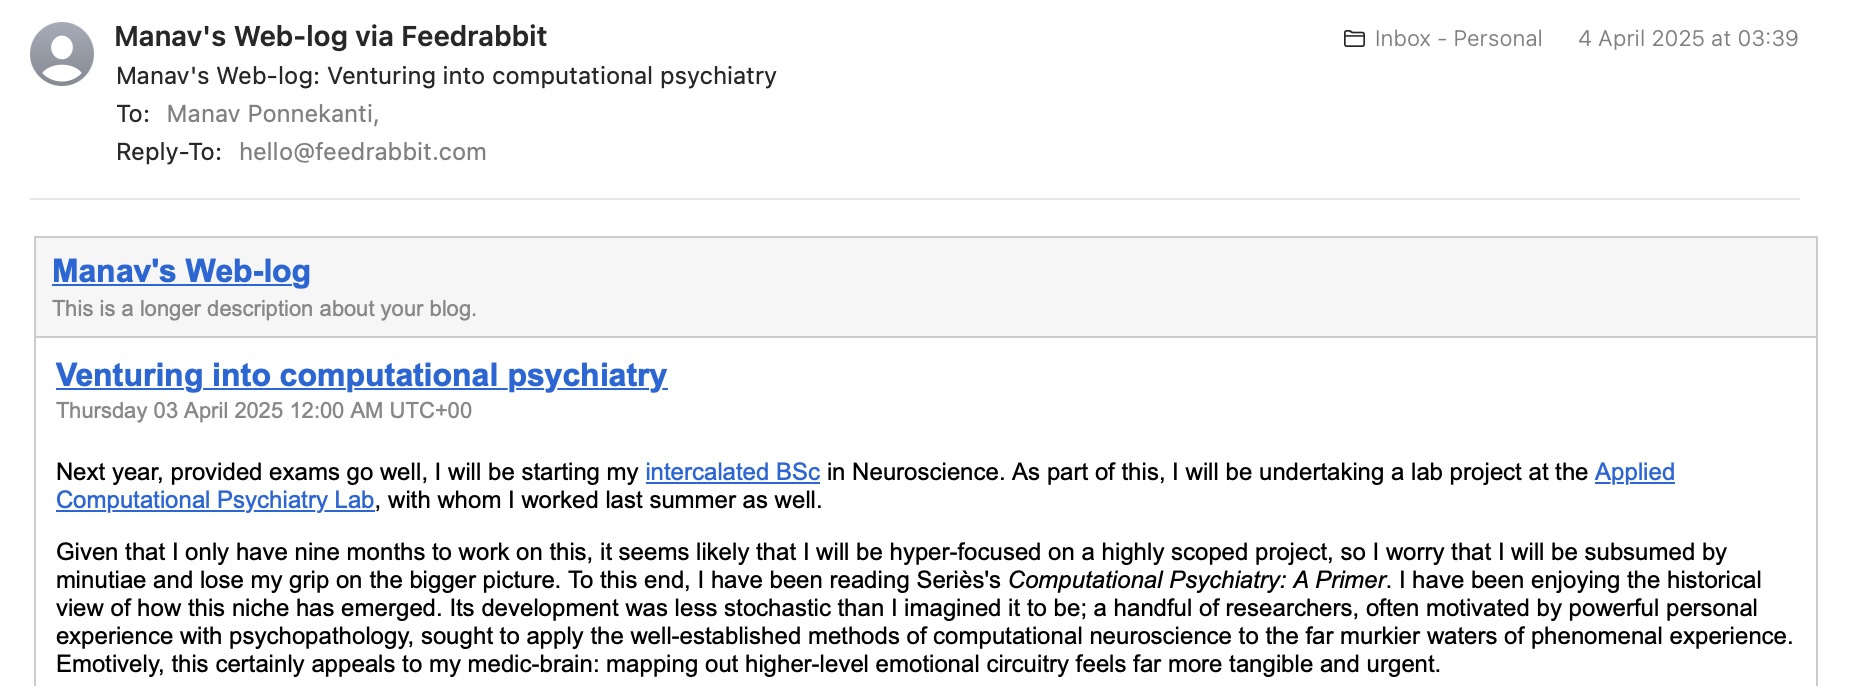 Manav's Web-log via Feedrabbit
Inbox - Personal
4 April 2025 at 03:39
Manav's Web-log: Venturing into computational psychiatry
To: Manav Ponnekanti,
Reply-To: hello@feedrabbit.com
Manav's Web-log
This is a longer description about your blog.
Venturing into computational psychiatry
Thursday 03 April 2025 12:00 AM UTC+00
Next year, provided exams go well, I will be starting my intercalated BSc in Neuroscience. As part of this, I will be undertaking a lab project at the Applied
Computational Psychiatry Lab, with whom I worked last summer as well.
Given that I only have nine months to work on this, it seems likely that I will be hyper-focused on a highly scoped project, so I worry that I will be subsumed by
minutiae and lose my grip on the bigger picture. To this end, I have been reading Seriès's Computational Psychiatry: A Primer. I have been enjoying the historical
view of how this niche has emerged. Its development was less stochastic than I imagined it to be; a handful of researchers, often motivated by powerful personal
experience with psychopathology, sought to apply the well-established methods of computational neuroscience to the far murkier waters of phenomenal experience.
Emotively, this certainly appeals to my medic-brain: mapping out higher-level emotional circuitry feels far more tangible and urgent.